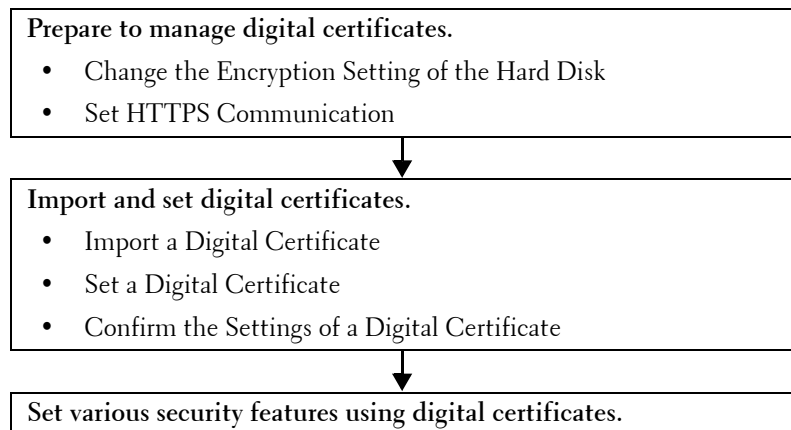 Prepare to manage digital certificates.
• Change the Encryption Setting of the Hard Disk
• Set HTTPS Communication
Import and set digital certificates.
• Import a Digital Certificate
• Set a Digital Certificate
• Confirm the Settings of a Digital Certificate
Set various security features using digital certificates.